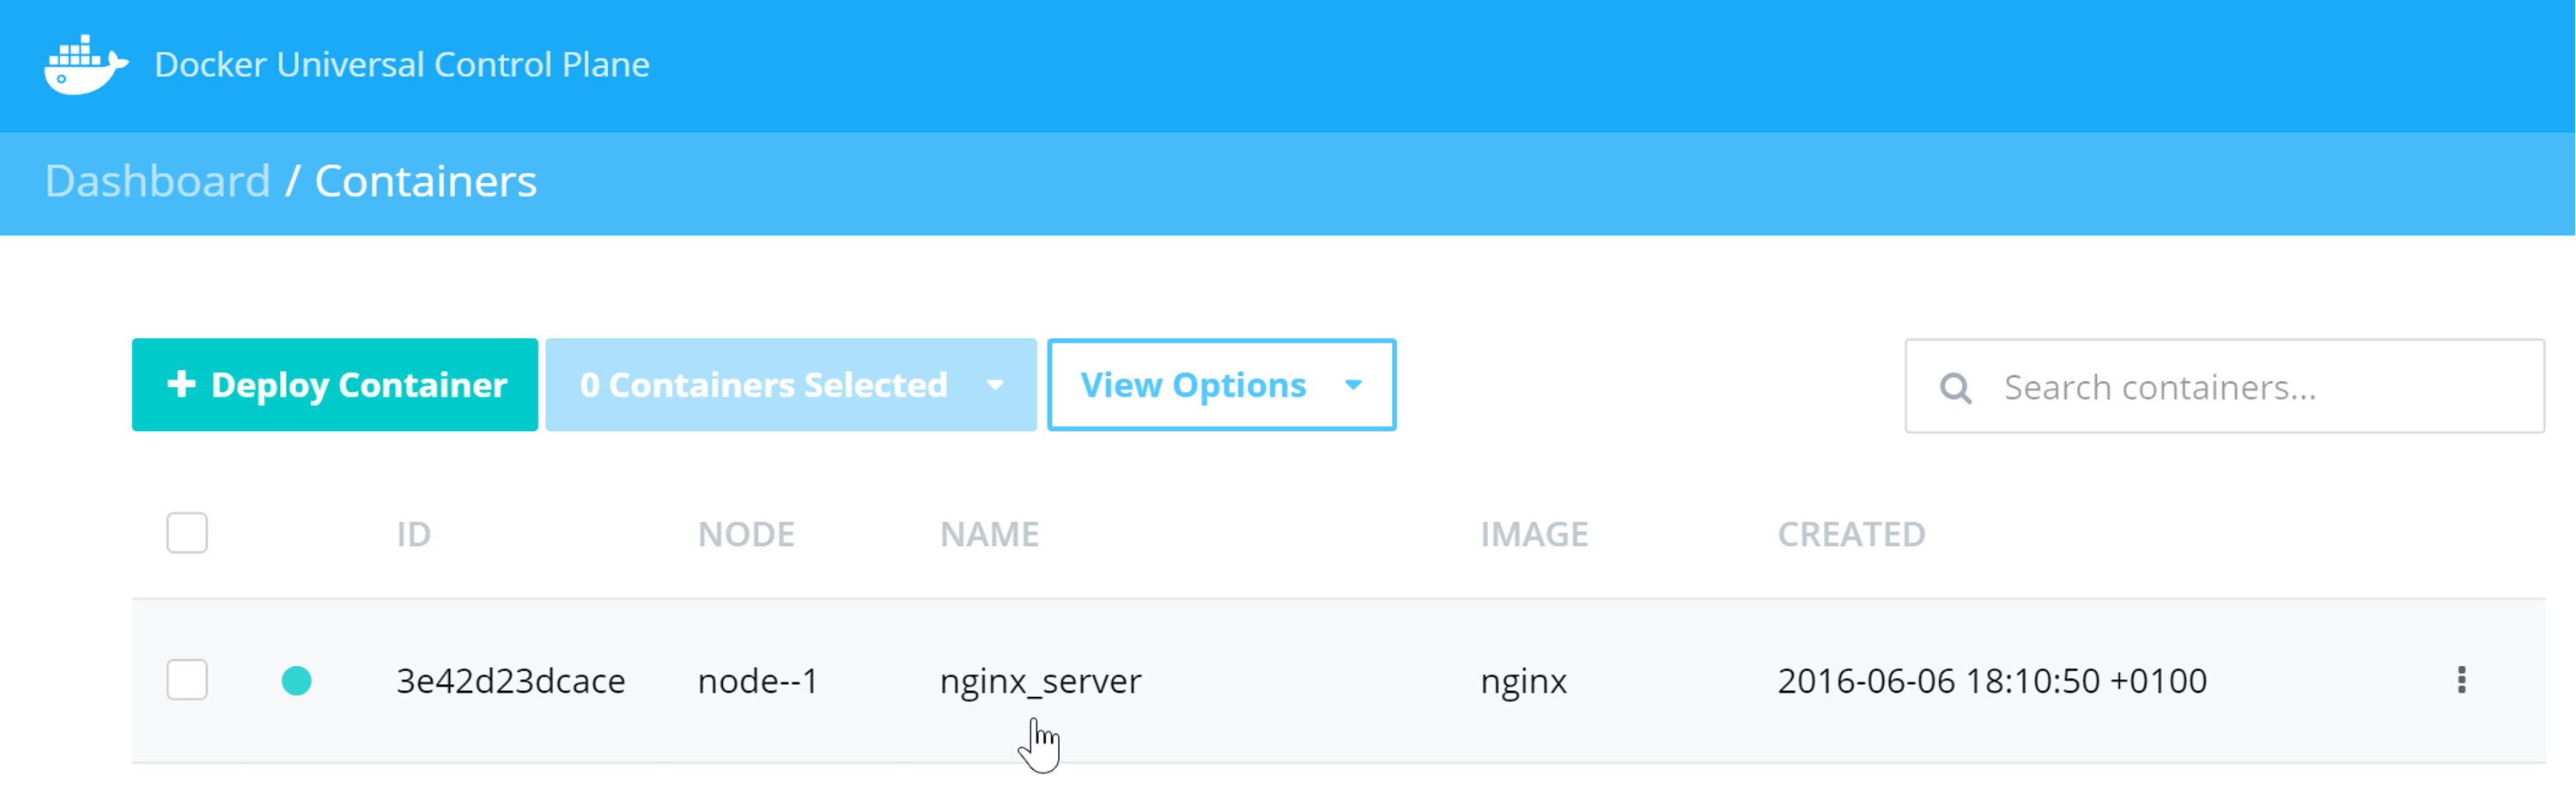 Docker Universal Control Plane
Dashboard / Containers
Deploy Container 0 Containers Selected View Options Search containers...
ID NODE NAME IMAGE CREATED
3e42d23dcace node--1 nginx_server nginx 2016-06-06 18:10:50 +0100